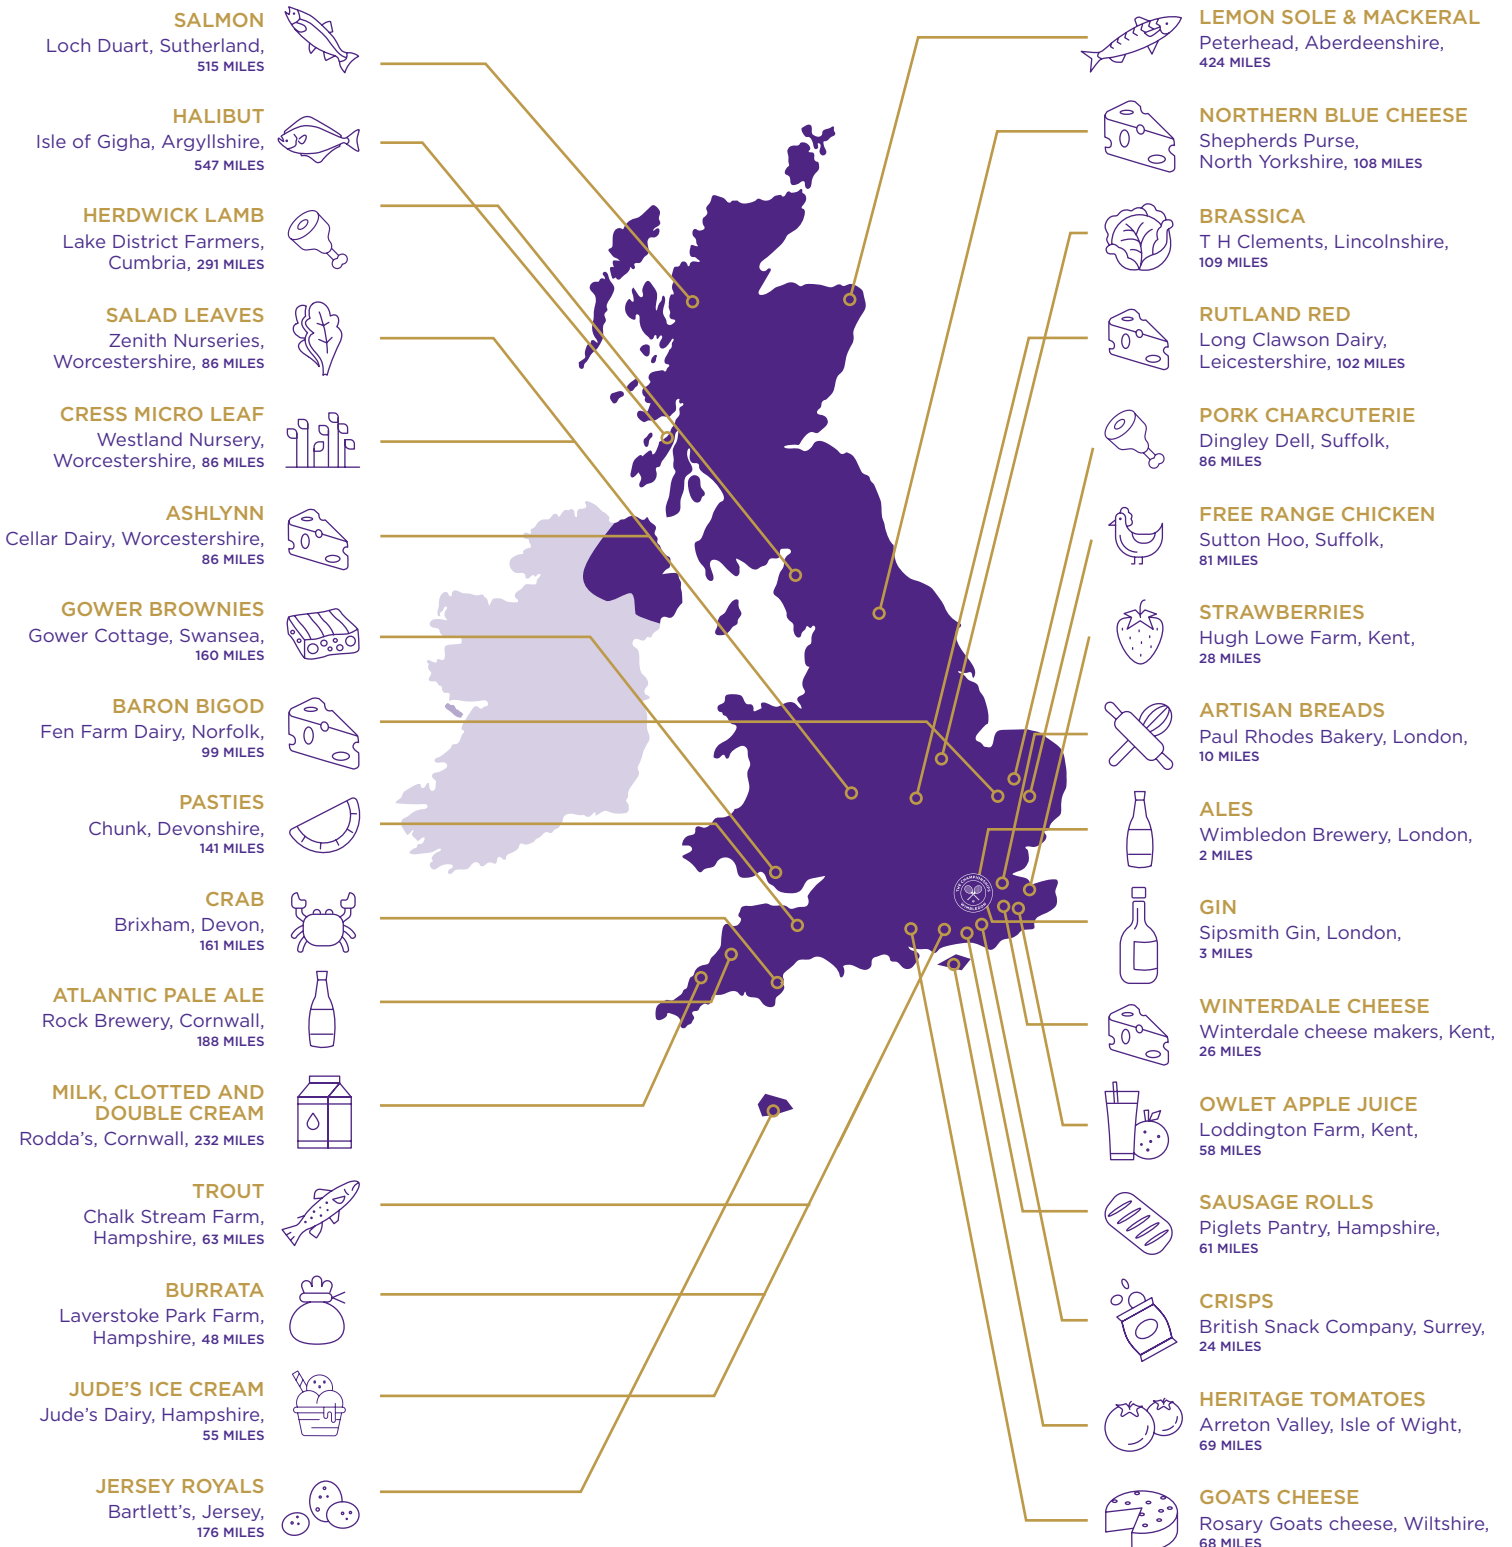 SALMON
Loch Duart, Sutherland,
515 MILES
HALIBUT
Isle of Gigha, Argyllshire,
547 MILES
HERDWICK LAMB
Lake District Farmers,
Cumbria, 291 MILES
SALAD LEAVES
Zenith Nurseries,
Worcestershire, 86 MILES
CRESS MICRO LEAF
Westland Nursery,
Worcestershire, 86 MILES
ASHLYNN
Cellar Dairy, Worcestershire,
86 MILES
GOWER BROWNIES
Gower Cottage, Swansea,
160 MILES
BARON BIGOD
Fen Farm Dairy, Norfolk,
99 MILES
PASTIES
Chunk, Devonshire,
141 MILES
CRAB
Brixham, Devon,
161 MILES
ATLANTIC PALE ALE
Rock Brewery, Cornwall,
188 MILES
MILK, CLOTTED AND
DOUBLE CREAM
Rodda's, Cornwall, 232 MILES
TROUT
Chalk Stream Farm,
Hampshire, 63 MILES
BURRATA
Laverstoke Park Farm,
Hampshire, 48 MILES
JUDE'S ICE CREAM
Jude's Dairy, Hampshire,
55 MILES
JERSEY ROYALS
Bartlett's, Jersey,
176 MILES
THE CHAMPIONSHIPS
WIMBLEDON
LEMON SOLE & MACKERAL
Peterhead, Aberdeenshire,
424 MILES
NORTHERN BLUE CHEESE
Shepherds Purse,
North Yorkshire, 108 MILES
BRASSICA
T H Clements, Lincolnshire,
109 MILES
RUTLAND RED
Long Clawson Dairy,
Leicestershire, 102 MILES
PORK CHARCUTERIE
Dingley Dell, Suffolk,
86 MILES
FREE RANGE CHICKEN
Sutton Hoo, Suffolk,
81 MILES
STRAWBERRIES
Hugh Lowe Farm, Kent,
28 MILES
ARTISAN BREADS
Paul Rhodes Bakery, London,
10 MILES
ALES
Wimbledon Brewery, London,
2 MILES
GIN
Sipsmith Gin, London,
3 MILES
WINTERDALE CHEESE
Winterdale cheese makers, Kent,
26 MILES
OWLET APPLE JUICE
Loddington Farm, Kent,
58 MILES
SAUSAGE ROLLS
Piglets Pantry, Hampshire,
61 MILES
CRISPS
British Snack Company, Surrey,
24 MILES
HERITAGE TOMATOES
Arreton Valley, Isle of Wight,
69 MILES
GOATS CHEESE
Rosary Goats cheese, Wiltshire,
68 MILES